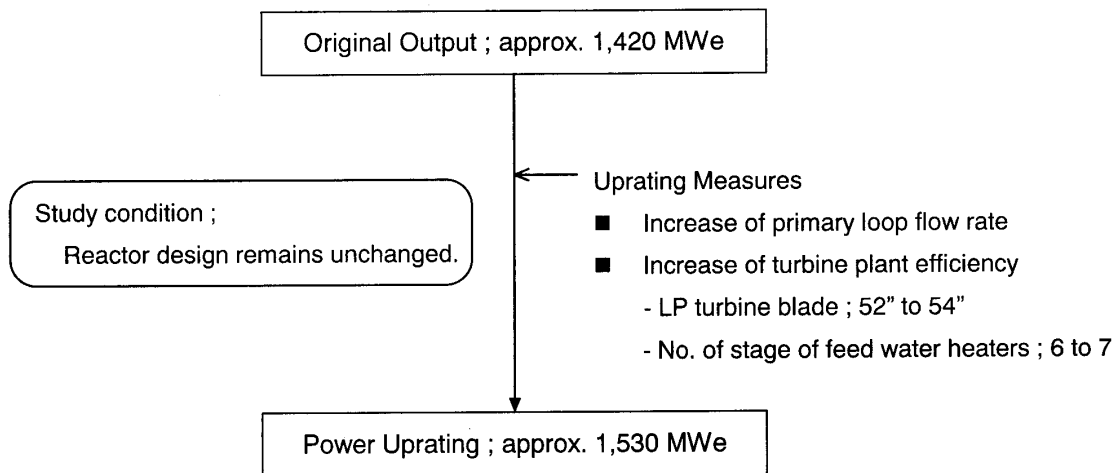 Original Output ; approx. 1,420 MWe
Study condition ;
Reactor design remains unchanged.
Uprating Measures
■ Increase of primary loop flow rate
■ Increase of turbine plant efficiency
- LP turbine blade ; 52” to 54”
- No. of stage of feed water heaters ; 6 to 7
Power Uprating ; approx. 1,530 MWe